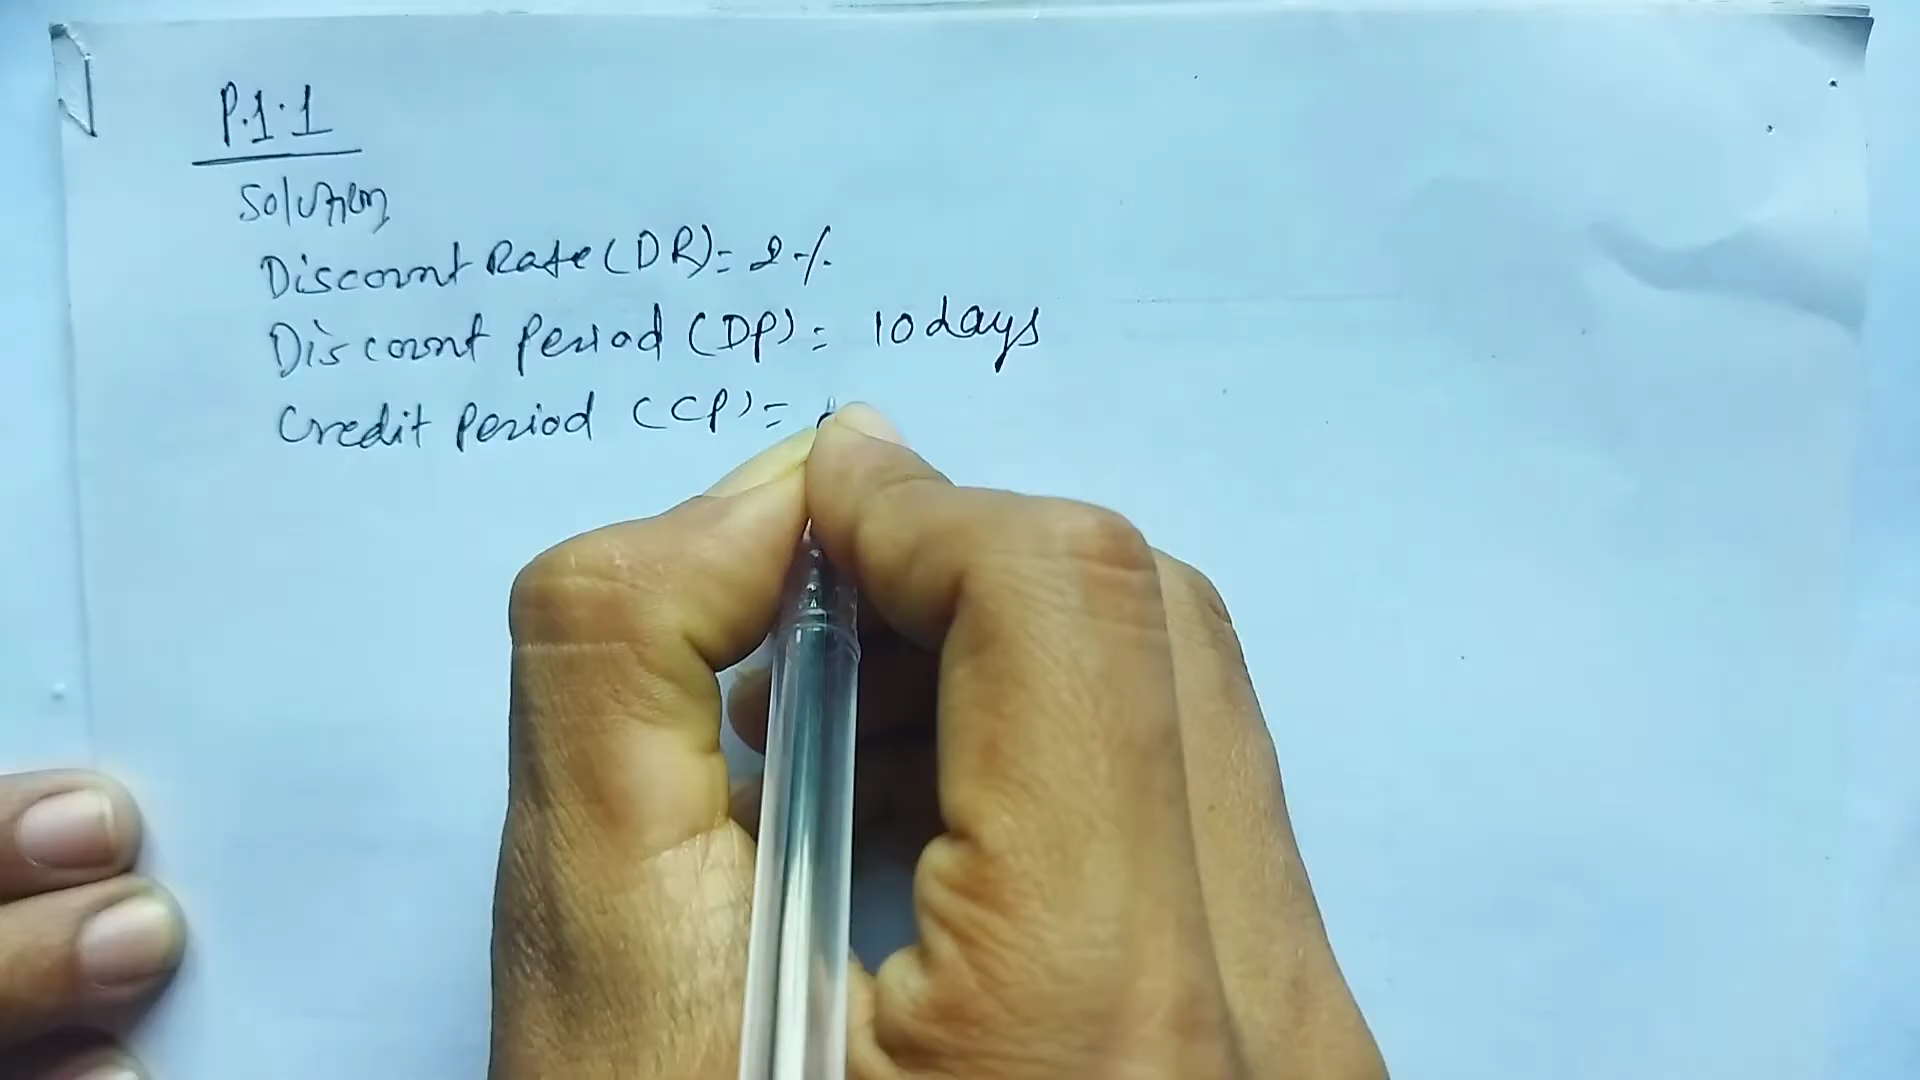 P.1.1
Solution
Discount Rate (DR) = 2%
Discount Period (DP) = 10 days
Credit Period (CP) =